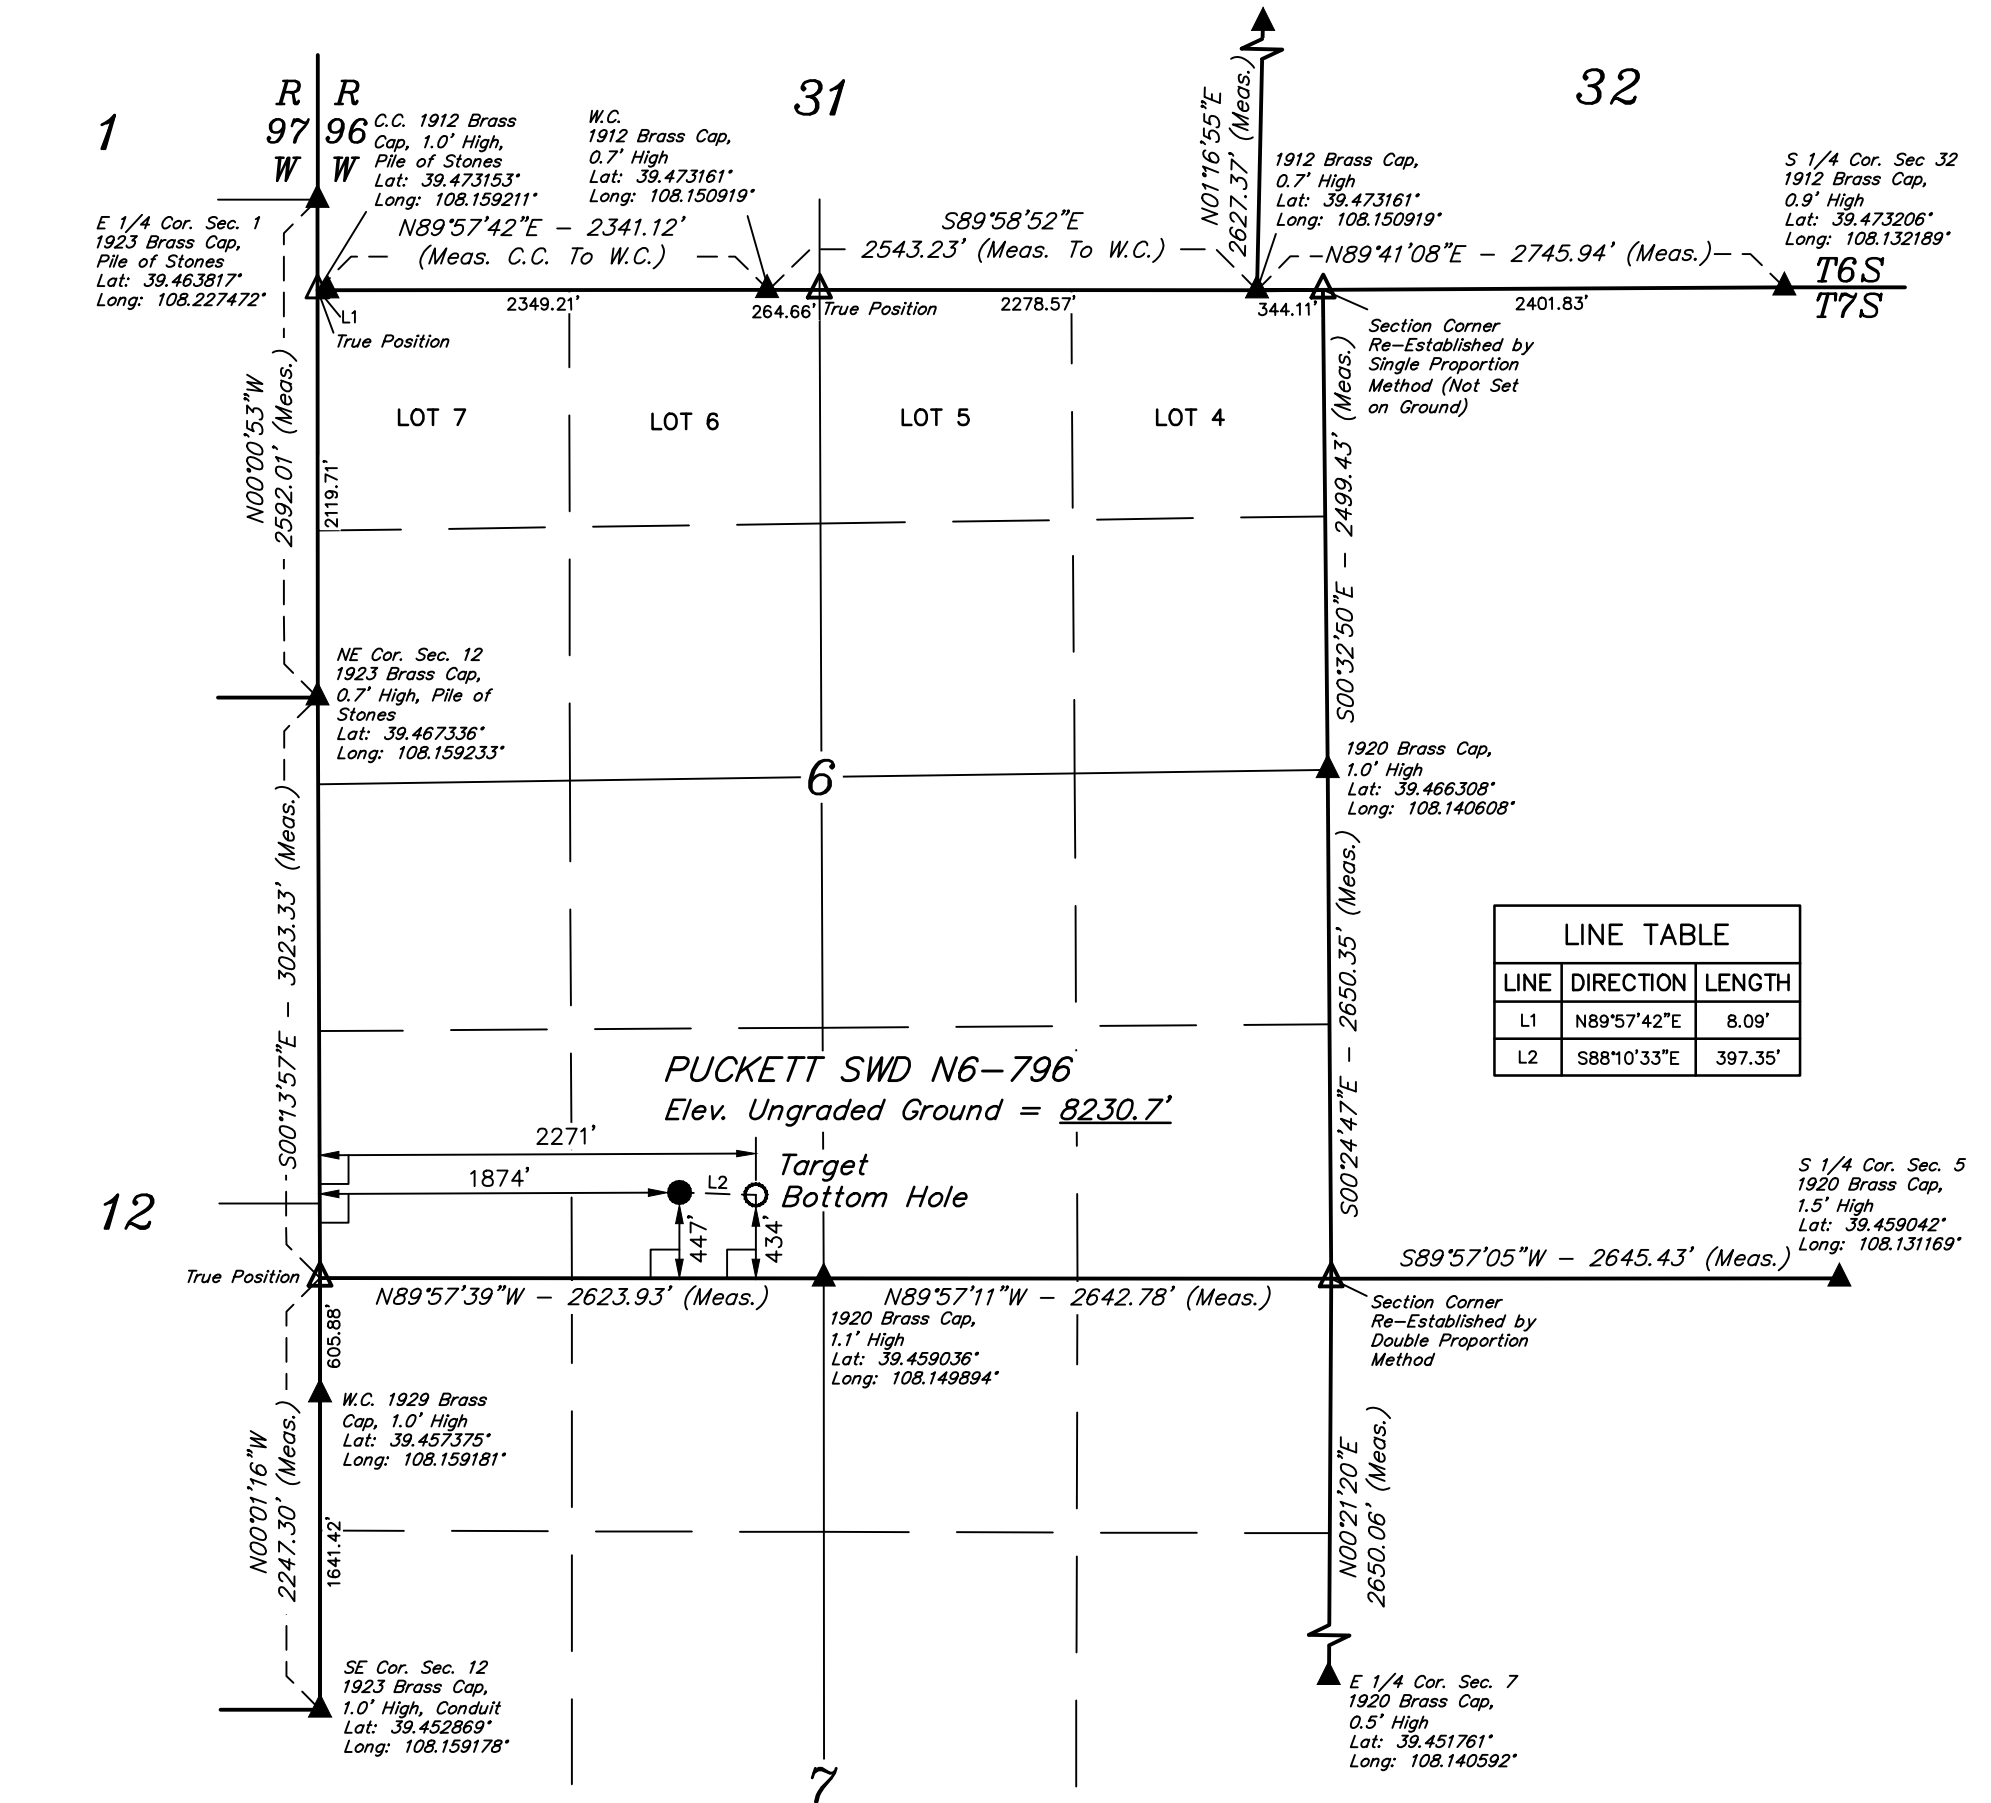 1
R
97
W
R
96
W
31
32
C.C. 1912 Brass
Cap, 1.0' High,
Pile of Stones
Lat: 39.473153°
Long: 108.159211°
W.C.
1912 Brass Cap,
0.7' High
Lat: 39.473161°
Long: 108.150919°
N01°16'55"E
2627.37' (Meas.)
1912 Brass Cap,
0.7' High
Lat: 39.473161°
Long: 108.150919°
S 1/4 Cor. Sec 32
1912 Brass Cap,
0.9' High
Lat: 39.473206°
Long: 108.132189°
E 1/4 Cor. Sec. 1
1923 Brass Cap,
Pile of Stones
Lat: 39.463817°
Long: 108.227472°
N89°57'42"E - 2341.12'
(Meas. C.C. To W.C.)
S89°58'52"E
2543.23' (Meas. To W.C.)
N89°41'08"E - 2745.94' (Meas.)
T6S
T7S
2349.21'
264.66'
True Position
2278.57'
344.11'
2401.83'
L1
True Position
Section Corner
Re-Established by
Single Proportion
Method (Not Set
on Ground)
N00°00'53"W
2592.01' (Meas.)
2119.71'
LOT 7
LOT 6
LOT 5
LOT 4
S00°32'50"E - 2499.43' (Meas.)
NE Cor. Sec. 12
1923 Brass Cap,
0.7' High, Pile of
Stones
Lat: 39.467336°
Long: 108.159233°
6
1920 Brass Cap,
1.0' High
Lat: 39.466308°
Long: 108.140608°
S00°13'57"E - 3023.33' (Meas.)
S00°24'47"E - 2650.35' (Meas.)
LINE TABLE
LINE DIRECTION LENGTH
L1 N89°57'42"E 8.09'
L2 S88°10'33"E 397.35'
PUCKETT SWD N6-796
Elev. Ungraded Ground = 8230.7'
2271'
1874'
L2
Target
Bottom Hole
447'
434'
12
S 1/4 Cor. Sec. 5
1920 Brass Cap,
1.5' High
Lat: 39.459042°
Long: 108.131169°
True Position
N89°57'39"W - 2623.93' (Meas.)
N89°57'11"W - 2642.78' (Meas.)
S89°57'05"W - 2645.43' (Meas.)
1920 Brass Cap,
1.1' High
Lat: 39.459036°
Long: 108.149894°
Section Corner
Re-Established by
Double Proportion
Method
605.88'
W.C. 1929 Brass
Cap, 1.0' High
Lat: 39.457375°
Long: 108.159181°
N00°01'16"W
2247.30' (Meas.)
1641.42'
N00°21'20"E
2650.06' (Meas.)
SE Cor. Sec. 12
1923 Brass Cap,
1.0' High, Conduit
Lat: 39.452869°
Long: 108.159178°
E 1/4 Cor. Sec. 7
1920 Brass Cap,
0.5' High
Lat: 39.451761°
Long: 108.140592°
7